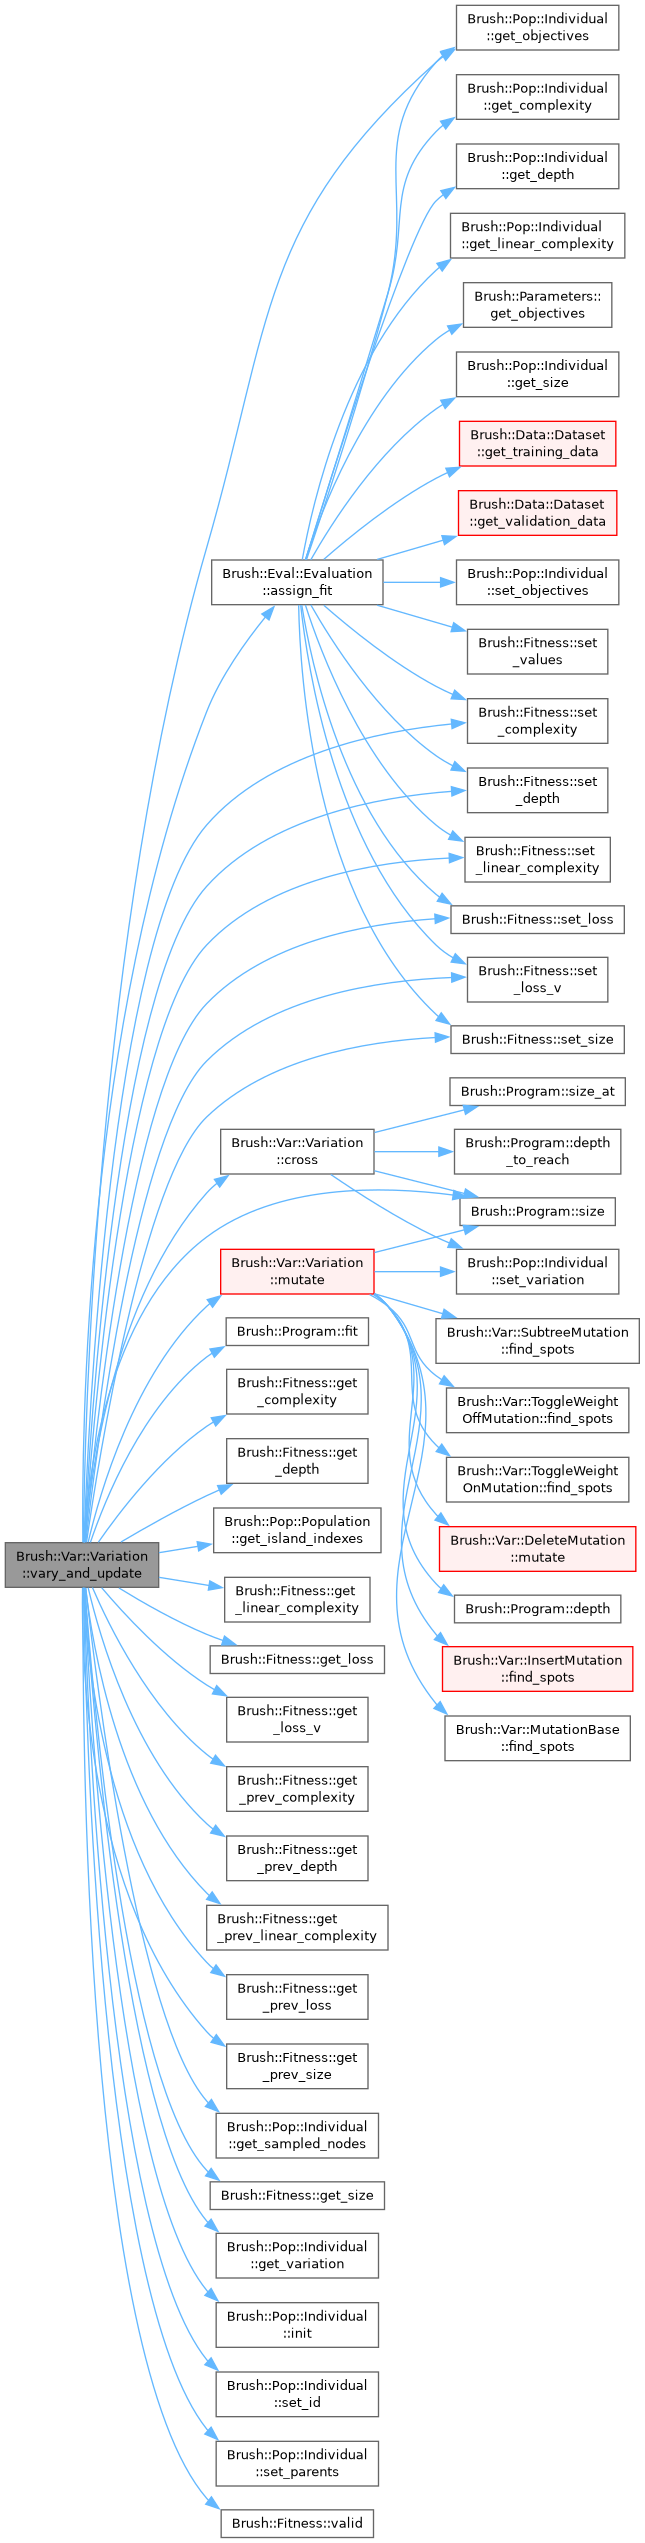 Brush::Pop::Individual
::get_objectives
Brush::Pop::Individual
::get_complexity
Brush::Pop::Individual
::get_depth
Brush::Pop::Individual
::get_linear_complexity
Brush::Parameters::
get_objectives
Brush::Pop::Individual
::get_size
Brush::Data::Dataset
::get_training_data
Brush::Data::Dataset
::get_validation_data
Brush::Eval::Evaluation
::assign_fit
Brush::Pop::Individual
::set_objectives
Brush::Fitness::set
_values
Brush::Fitness::set
_complexity
Brush::Fitness::set
_depth
Brush::Fitness::set
_linear_complexity
Brush::Fitness::set_loss
Brush::Fitness::set
_loss_v
Brush::Fitness::set_size
Brush::Program::size_at
Brush::Var::Variation
::cross
Brush::Program::depth
_to_reach
Brush::Program::size
Brush::Var::Variation
::mutate
Brush::Pop::Individual
::set_variation
Brush::Program::fit
Brush::Var::SubtreeMutation
::find_spots
Brush::Fitness::get
_complexity
Brush::Var::ToggleWeight
OffMutation::find_spots
Brush::Fitness::get
_depth
Brush::Var::ToggleWeight
OnMutation::find_spots
Brush::Pop::Population
::get_island_indexes
Brush::Var::DeleteMutation
::mutate
Brush::Var::Variation
::vary_and_update
Brush::Fitness::get
_linear_complexity
Brush::Program::depth
Brush::Fitness::get_loss
Brush::Var::InsertMutation
::find_spots
Brush::Fitness::get
_loss_v
Brush::Var::MutationBase
::find_spots
Brush::Fitness::get
_prev_complexity
Brush::Fitness::get
_prev_depth
Brush::Fitness::get
_prev_linear_complexity
Brush::Fitness::get
_prev_loss
Brush::Fitness::get
_prev_size
Brush::Pop::Individual
::get_sampled_nodes
Brush::Fitness::get_size
Brush::Pop::Individual
::get_variation
Brush::Pop::Individual
::init
Brush::Pop::Individual
::set_id
Brush::Pop::Individual
::set_parents
Brush::Fitness::valid